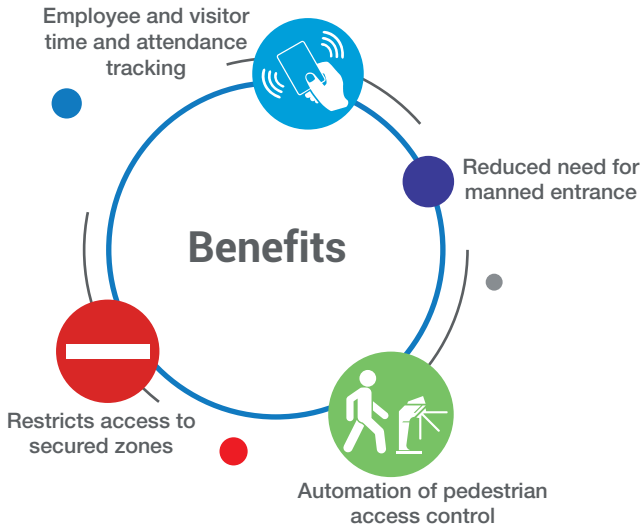 Employee and visitor
time and attendance
tracking
Reduced need for
manned entrance
Benefits
Restricts access to
secured zones
Automation of pedestrian
access control